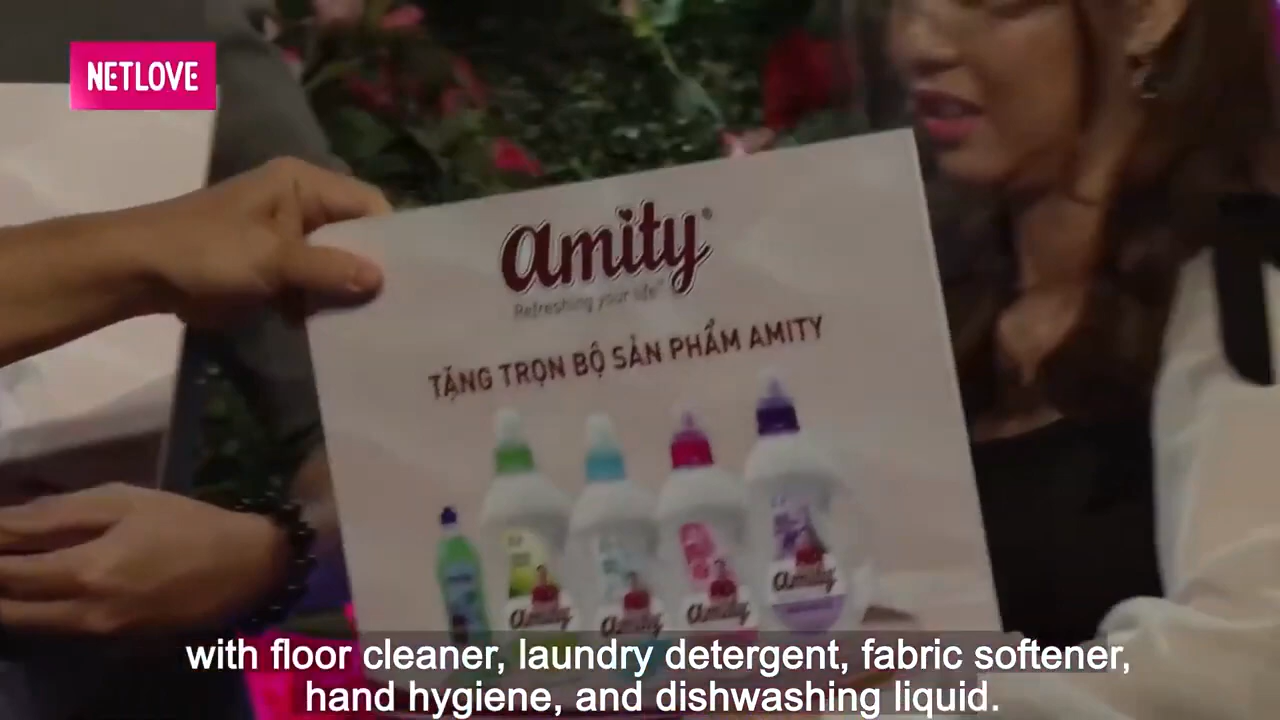 NETLOVE
amity®
Refreshing your life
TẶNG TRỌN BỘ SẢN PHẨM AMITY
amity
amity
amity
amity
with floor cleaner, laundry detergent, fabric softener,
hand hygiene, and dishwashing liquid.